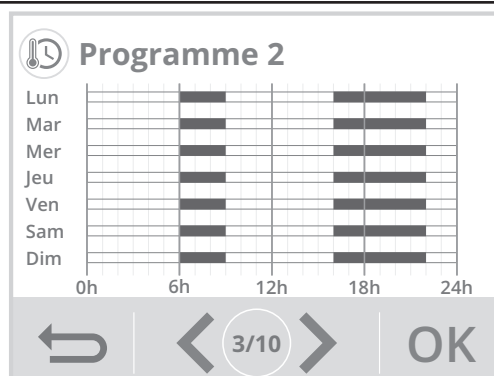 Programme 2
Lun
Mar
Mer
Jeu
Ven
Sam
Dim
0h 6h 12h 18h 24h
3/10 OK